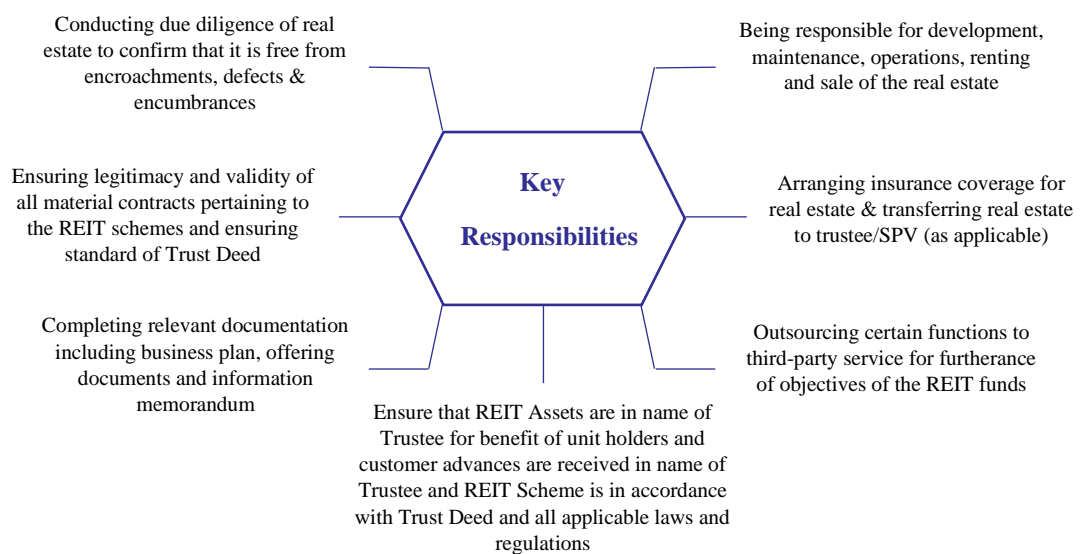 Conducting due diligence of real
estate to confirm that it is free from
encroachments, defects &
encumbrances
Being responsible for development,
maintenance, operations, renting
and sale of the real estate
Ensuring legitimacy and validity of
all material contracts pertaining to
the REIT schemes and ensuring
standard of Trust Deed
Key
Responsibilities
Arranging insurance coverage for
real estate & transferring real estate
to trustee/SPV (as applicable)
Completing relevant documentation
including business plan, offering
documents and information
memorandum
Outsourcing certain functions to
third-party service for furtherance
of objectives of the REIT funds
Ensure that REIT Assets are in name of
Trustee for benefit of unit holders and
customer advances are received in name of
Trustee and REIT Scheme is in accordance
with Trust Deed and all applicable laws and
regulations